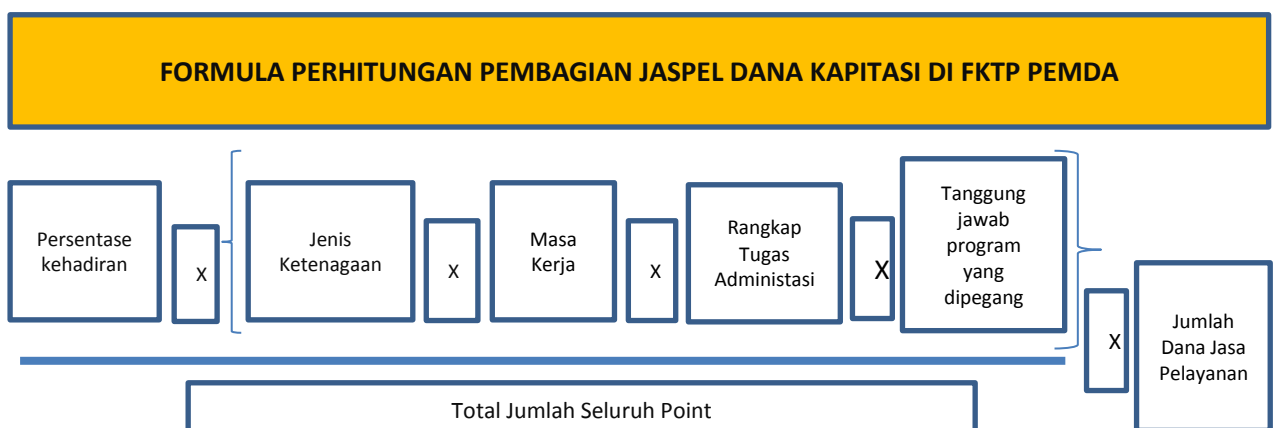 FORMULA PERHITUNGAN PEMBAGIAN JASPEL DANA KAPITASI DI FKTP PEMDA
Persentase
kehadiran
X
Jenis
Ketenagaan
X
Masa
Kerja
X
Rangkap
Tugas
Administasi
X
Tanggung
jawab
program
yang
dipegang
X
Jumlah
Dana Jasa
Pelayanan
Total Jumlah Seluruh Point